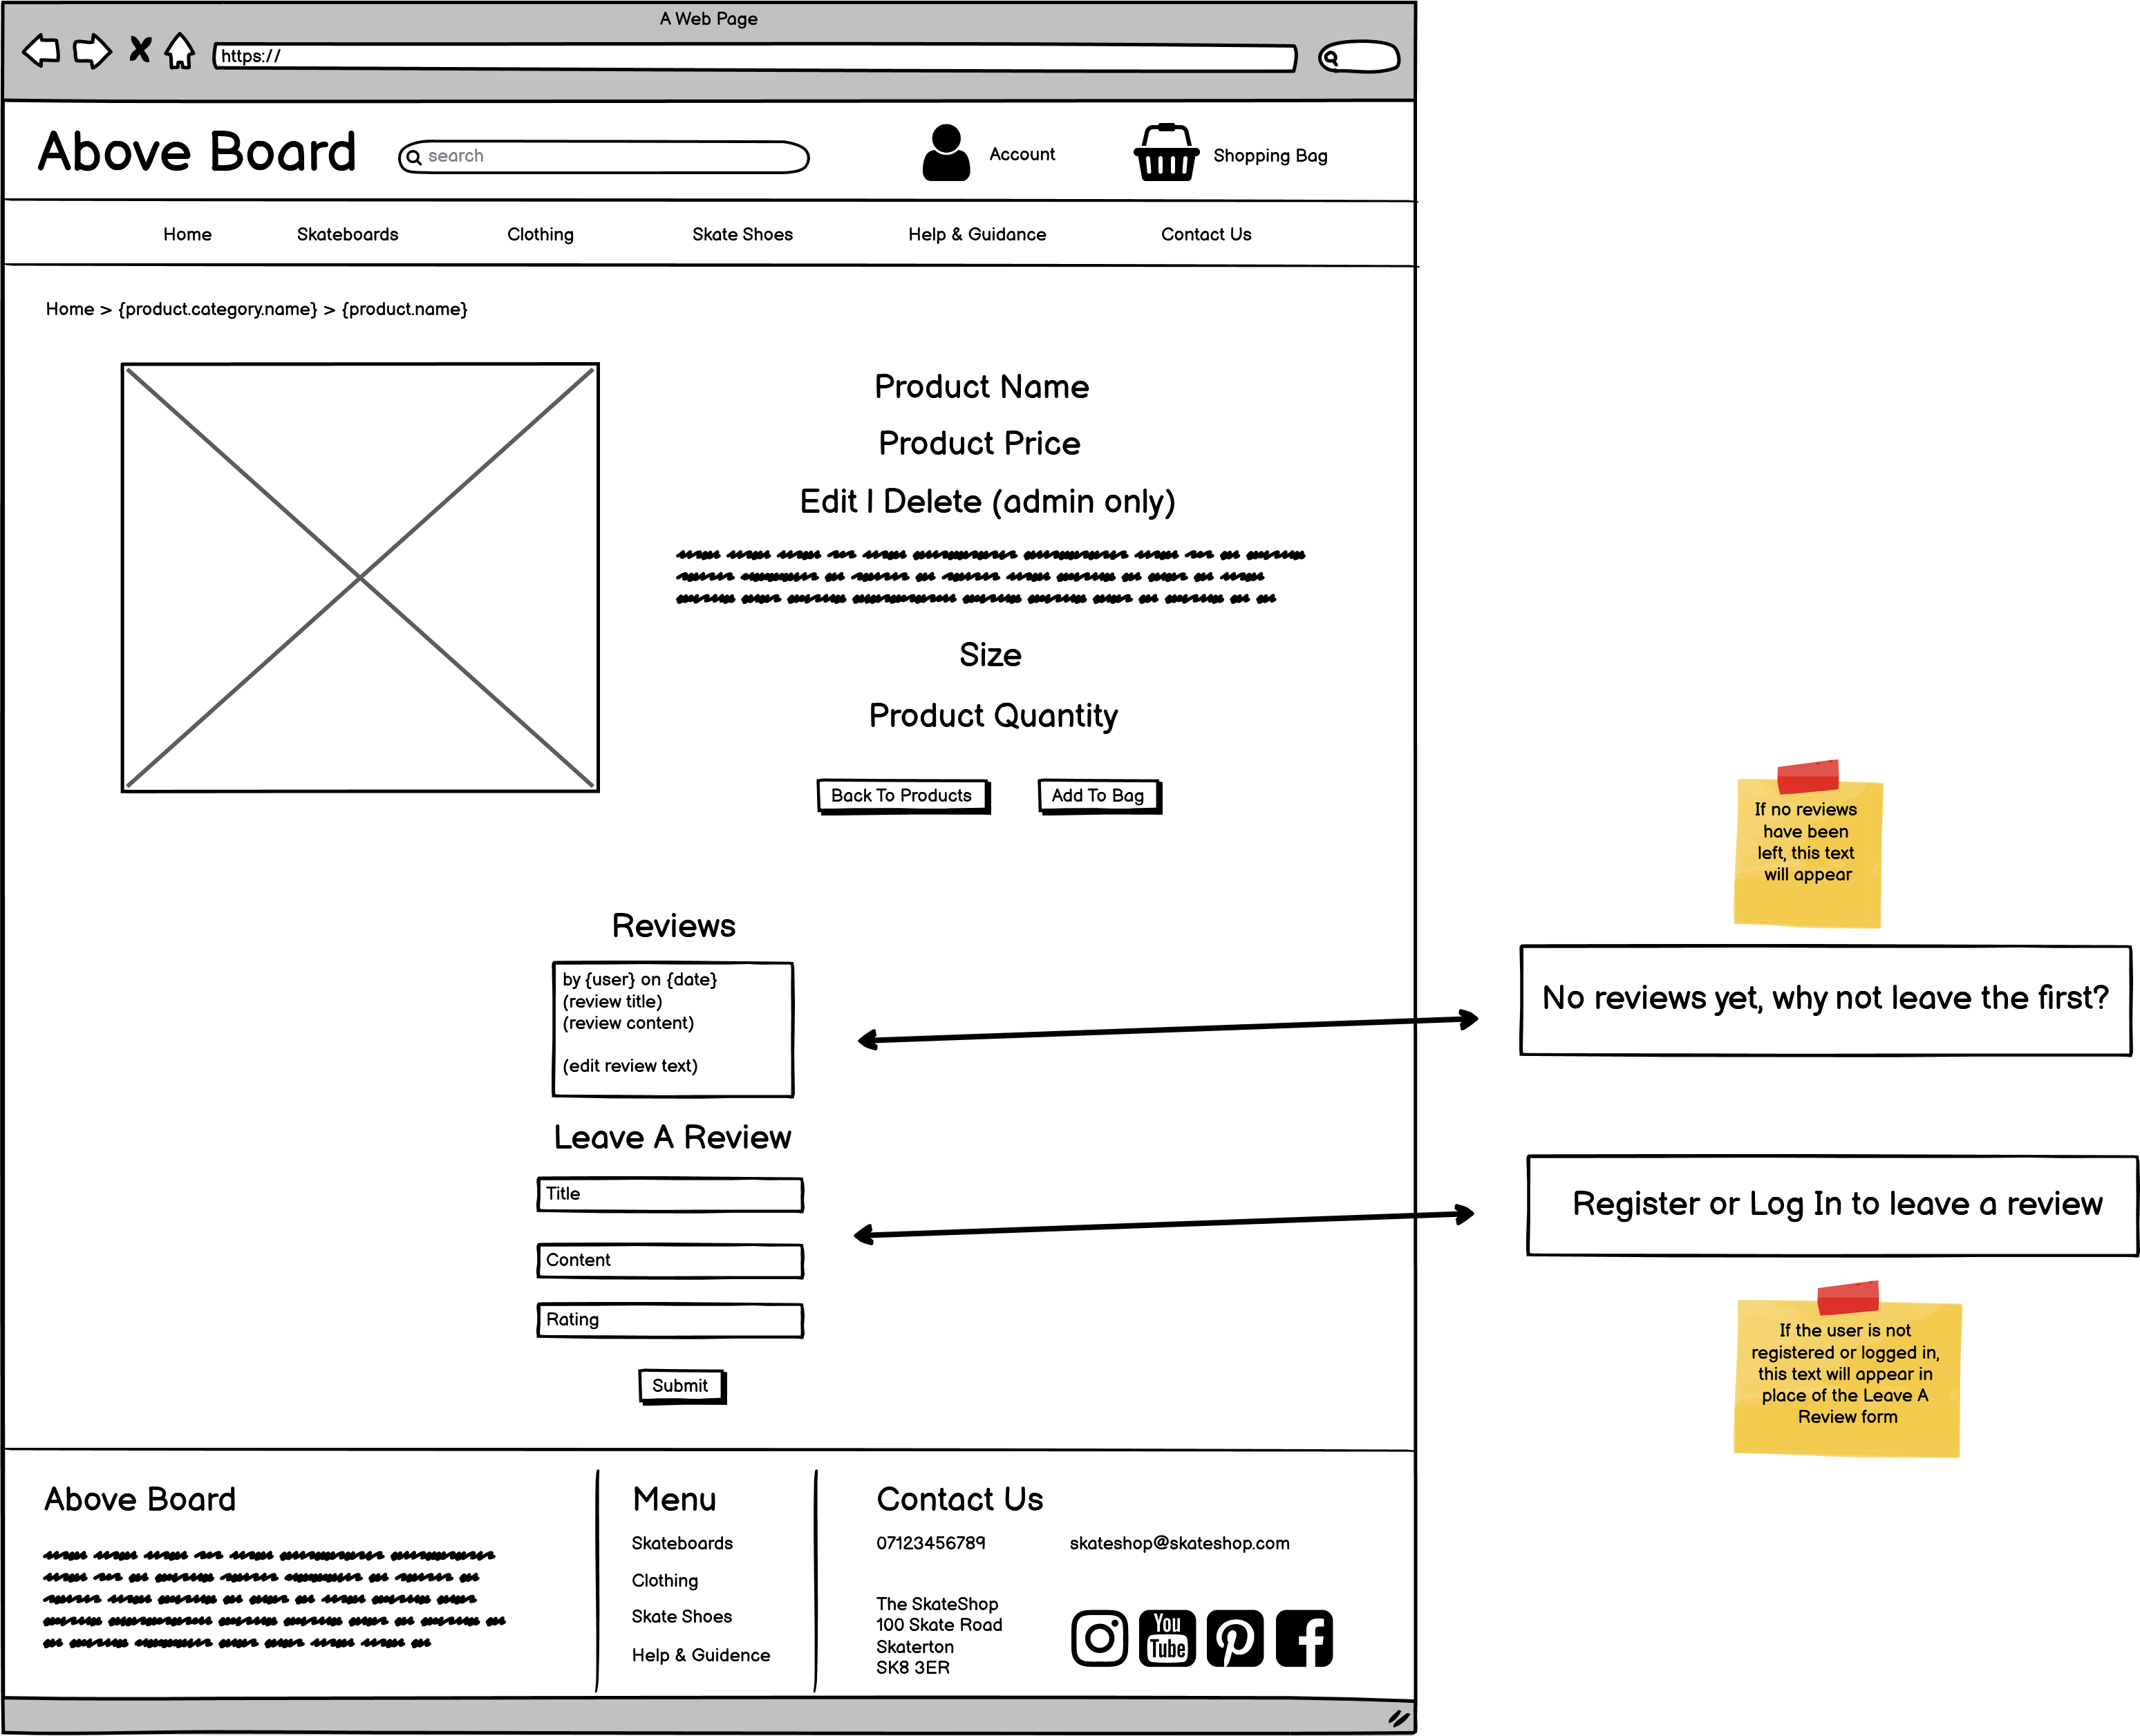 A Web Page
https://
Above Board
search
Account
Shopping Bag
Home
Skateboards
Clothing
Skate Shoes
Help & Guidance
Contact Us
Home > {product.category.name} > {product.name}
Product Name
Product Price
Edit | Delete (admin only)
Size
Product Quantity
Back To Products
Add To Bag
If no reviews
have been
left, this text
will appear
Reviews
by {user} on {date}
(review title)
(review content)
(edit review text)
No reviews yet, why not leave the first?
Leave A Review
Title
Content
Rating
Submit
Register or Log In to leave a review
If the user is not
registered or logged in,
this text will appear in
place of the Leave A
Review form
Above Board
Menu
Skateboards
Clothing
Skate Shoes
Help & Guidence
Contact Us
07123456789
skateshop@skateshop.com
The SkateShop
100 Skate Road
Skaterton
SK8 3ER
You
Tube